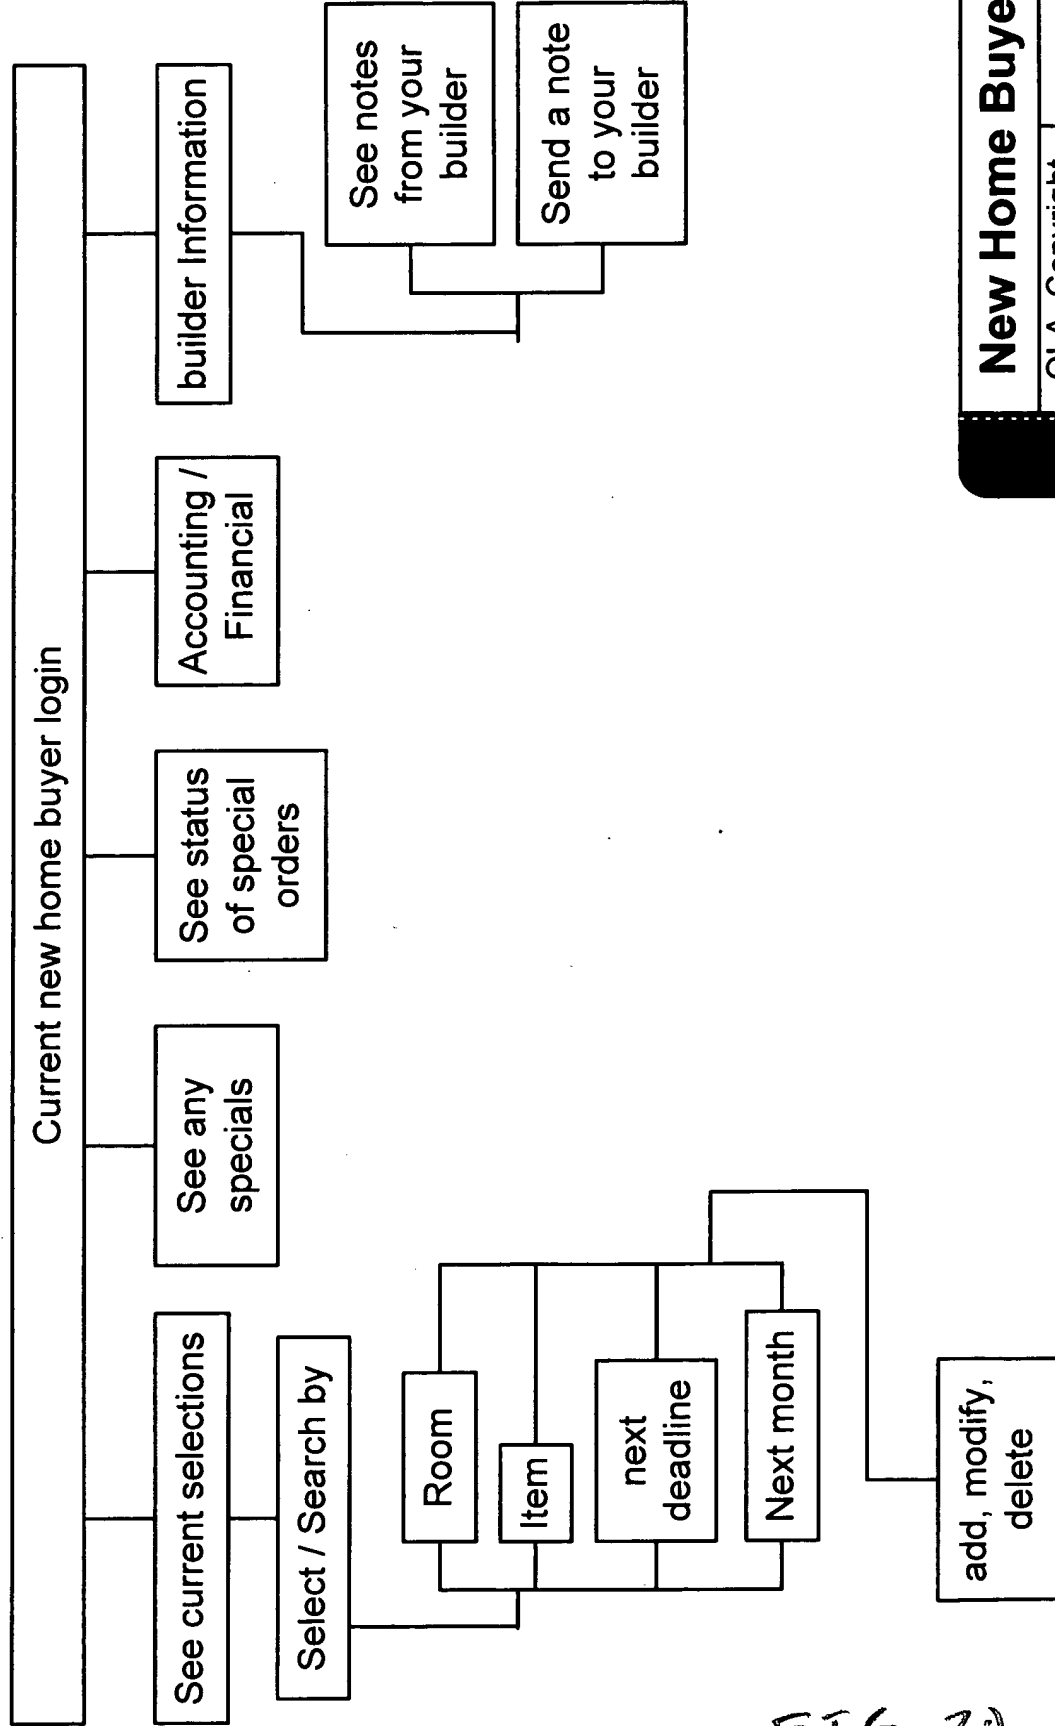 Current new home buyer login
See current selections
Select / Search by
Room
Item
next
deadline
Next month
add, modify,
delete
See any
specials
See status
of special
orders
Accounting /
Financial
builder Information
See notes
from your
builder
Send a note
to your
builder
New Home Buye
Copyright
FIG.